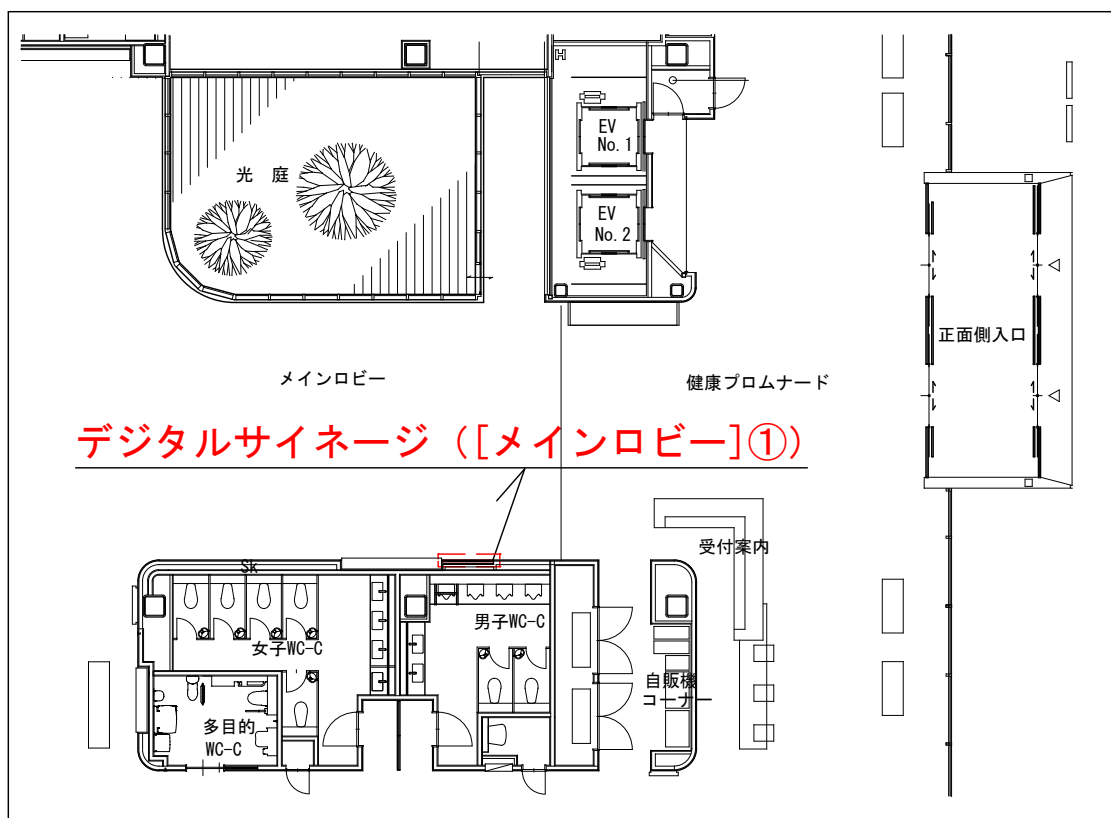 EV
No. 1
光 庭
EV
No. 2
正面側入口
メインロビー
健康プロムナード
デジタルサイネージ（[メインロビー]①）
受付案内
Sk
男子WC-C
女子WC-C
自販機
コーナー
多目的
WC-C